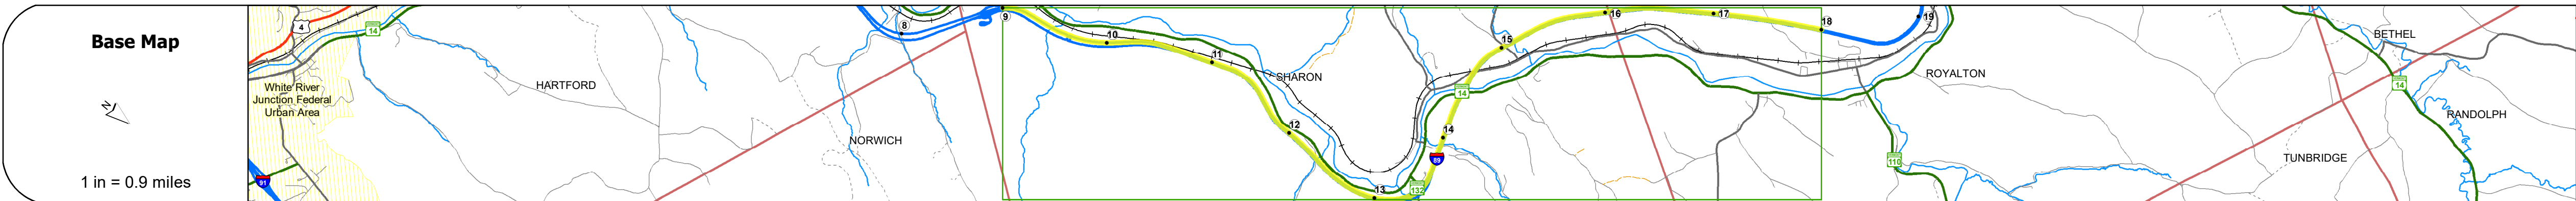 Base Map
N
1 in = 0.9 miles
4
14
White River
Junction Federal
Urban Area
91
HARTFORD
8
NORWICH
9
10
11
SHARON
12
13
132
89
14
14
15
16
17
18
19
ROYALTON
110
BETHEL
14
RANDOLPH
TUNBRIDGE